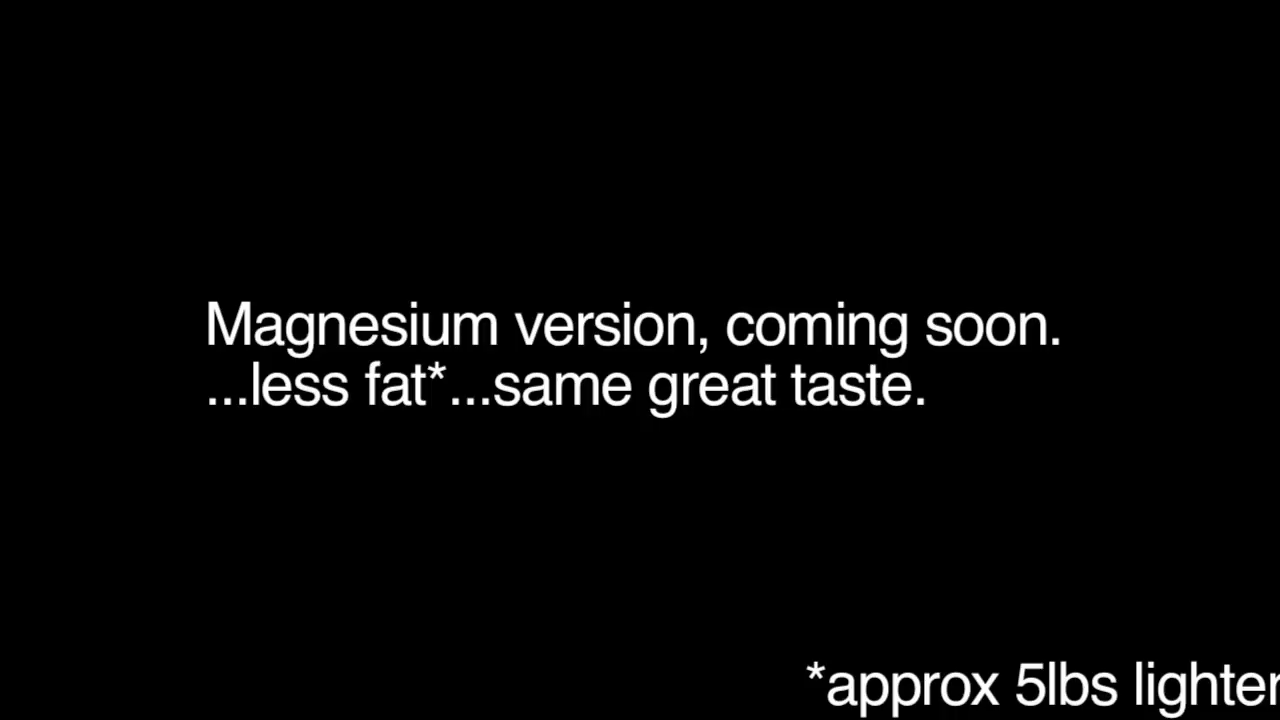 Magnesium version, coming soon.
...less fat*...same great taste.
*approx 5lbs lighter